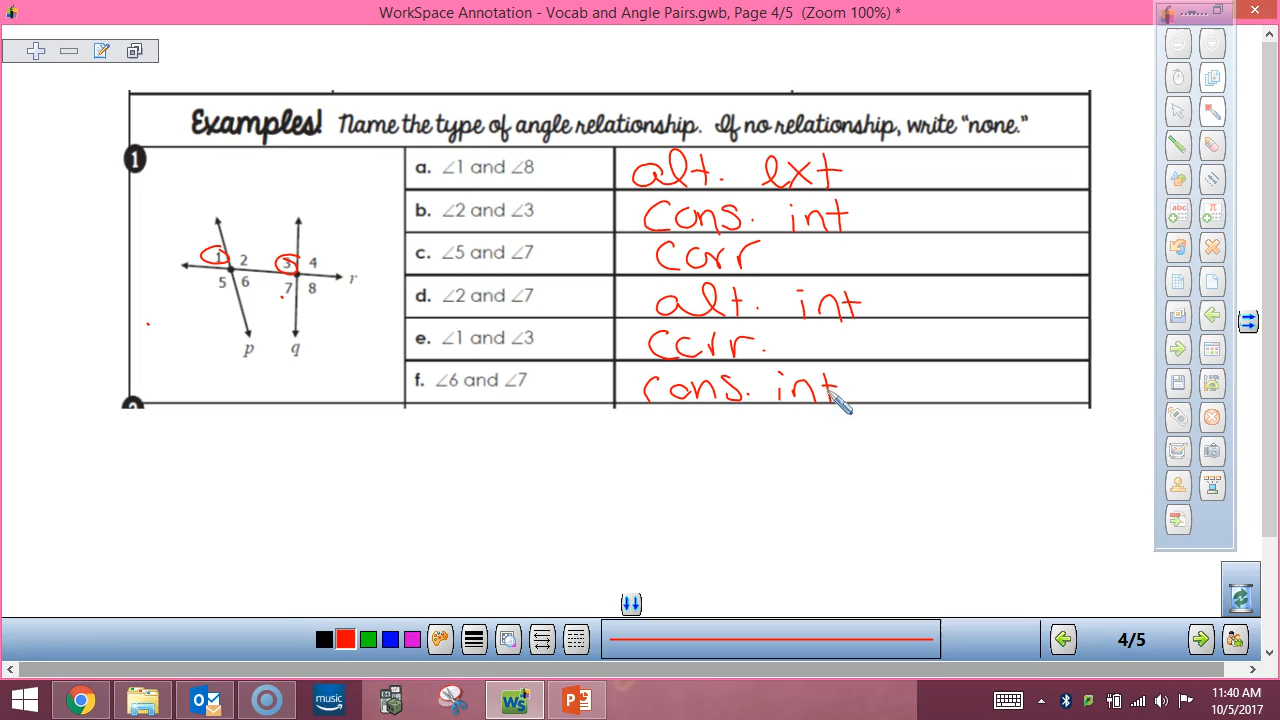 WorkSpace Annotation - Vocab and Angle Pairs.gwb, Page 4/5 (Zoom 100%) *
Examples! Name the type of angle relationship. If no relationship, write "none."
1
a. ∠1 and ∠8 alt. ext
b. ∠2 and ∠3 cons. int
c. ∠5 and ∠7 corr
d. ∠2 and ∠7 alt. int
e. ∠1 and ∠3 corr.
f. ∠6 and ∠7 cons. int
1 2 3 4
5 6 7 8
r
p q
abc
π
4/5
music
WS
11:40 AM
10/5/2017